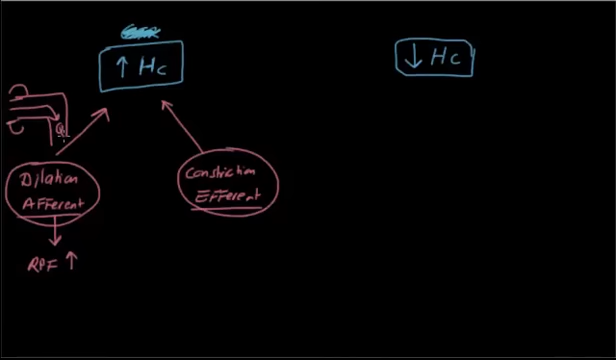 ↑ Hc
↓ Hc
Dilation
Afferent
Constriction
Efferent
RPF ↑